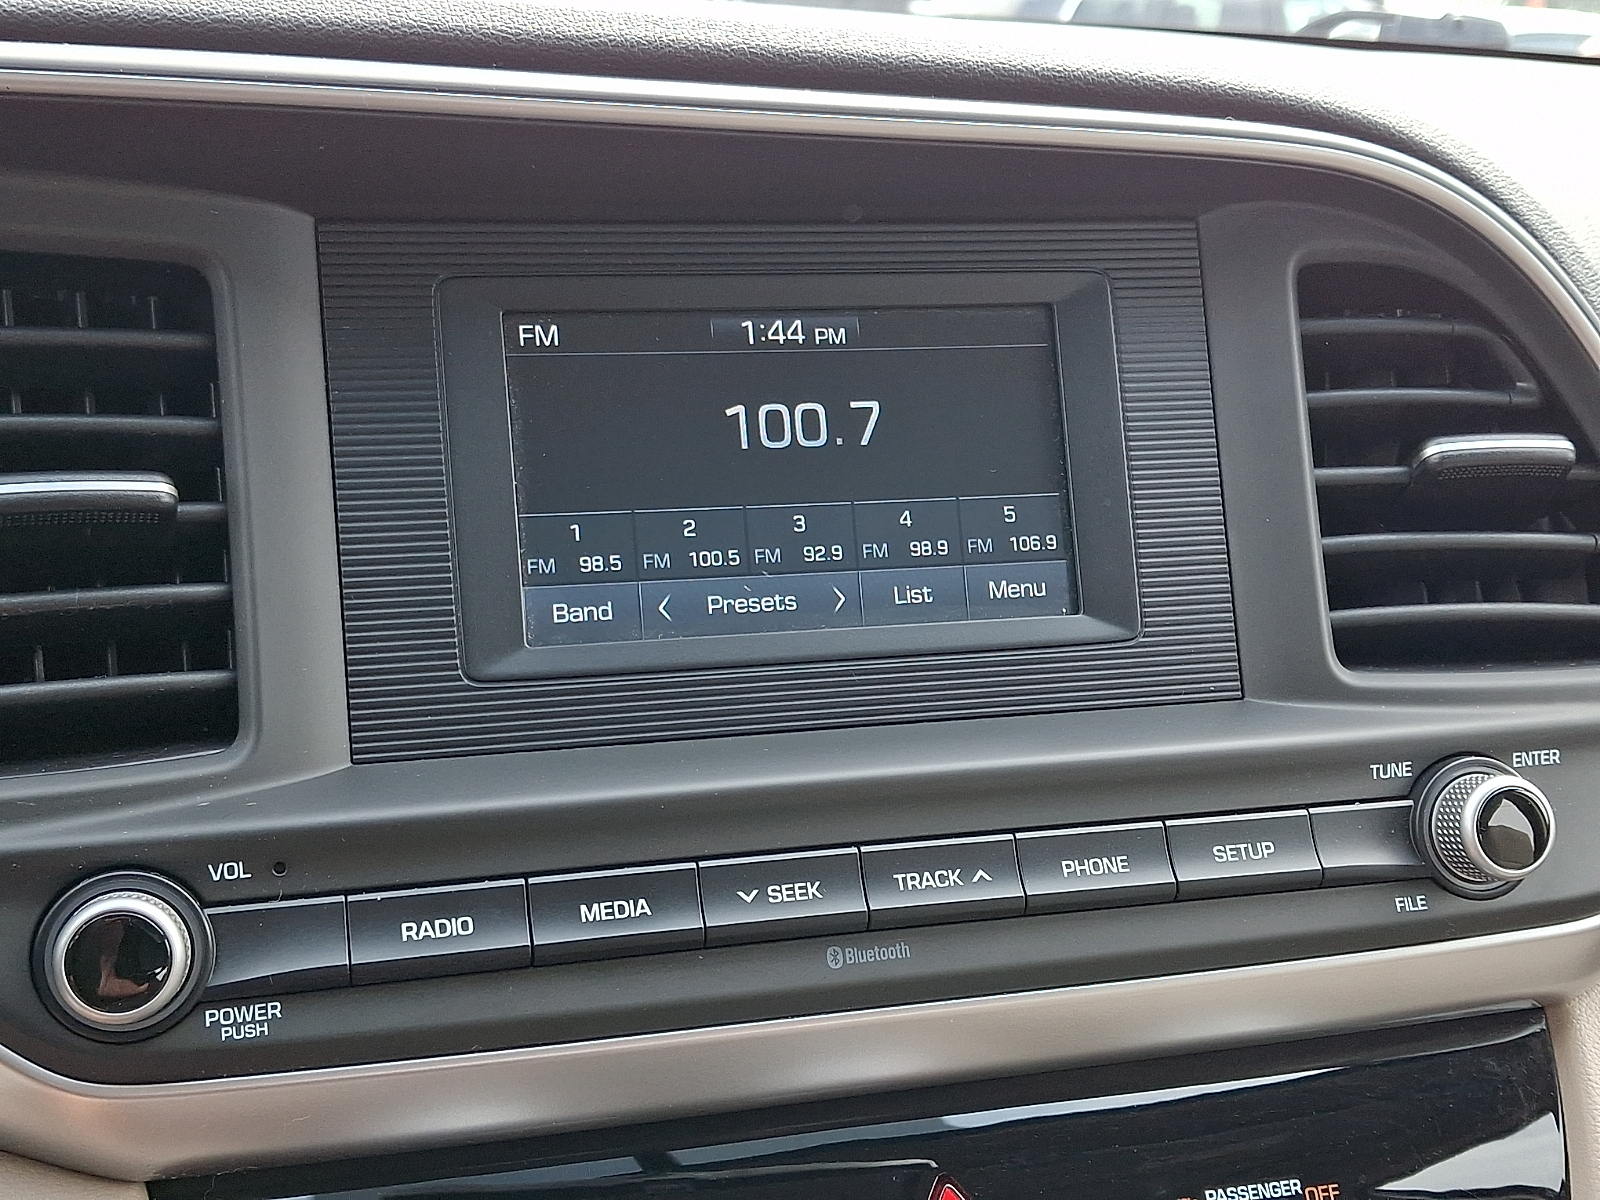 FM 1:44 PM
100.7
1 2 3 4 5
FM 98.5 FM 100.5 FM 92.9 FM 98.9 FM 106.9
Band < Presets > List Menu
TUNE ENTER
VOL RADIO MEDIA SEEK TRACK PHONE SETUP
FILE
Bluetooth
POWER
PUSH
PASSENGER OFF